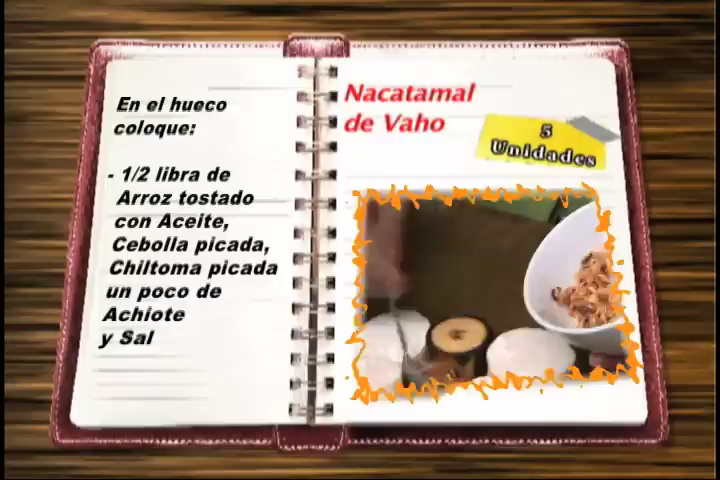 En el hueco
coloque:
- 1/2 libra de
Arroz tostado
con Aceite,
Cebolla picada,
Chiltoma picada
un poco de
Achiote
y Sal
Nacatamal
de Vaho
5
Unidades